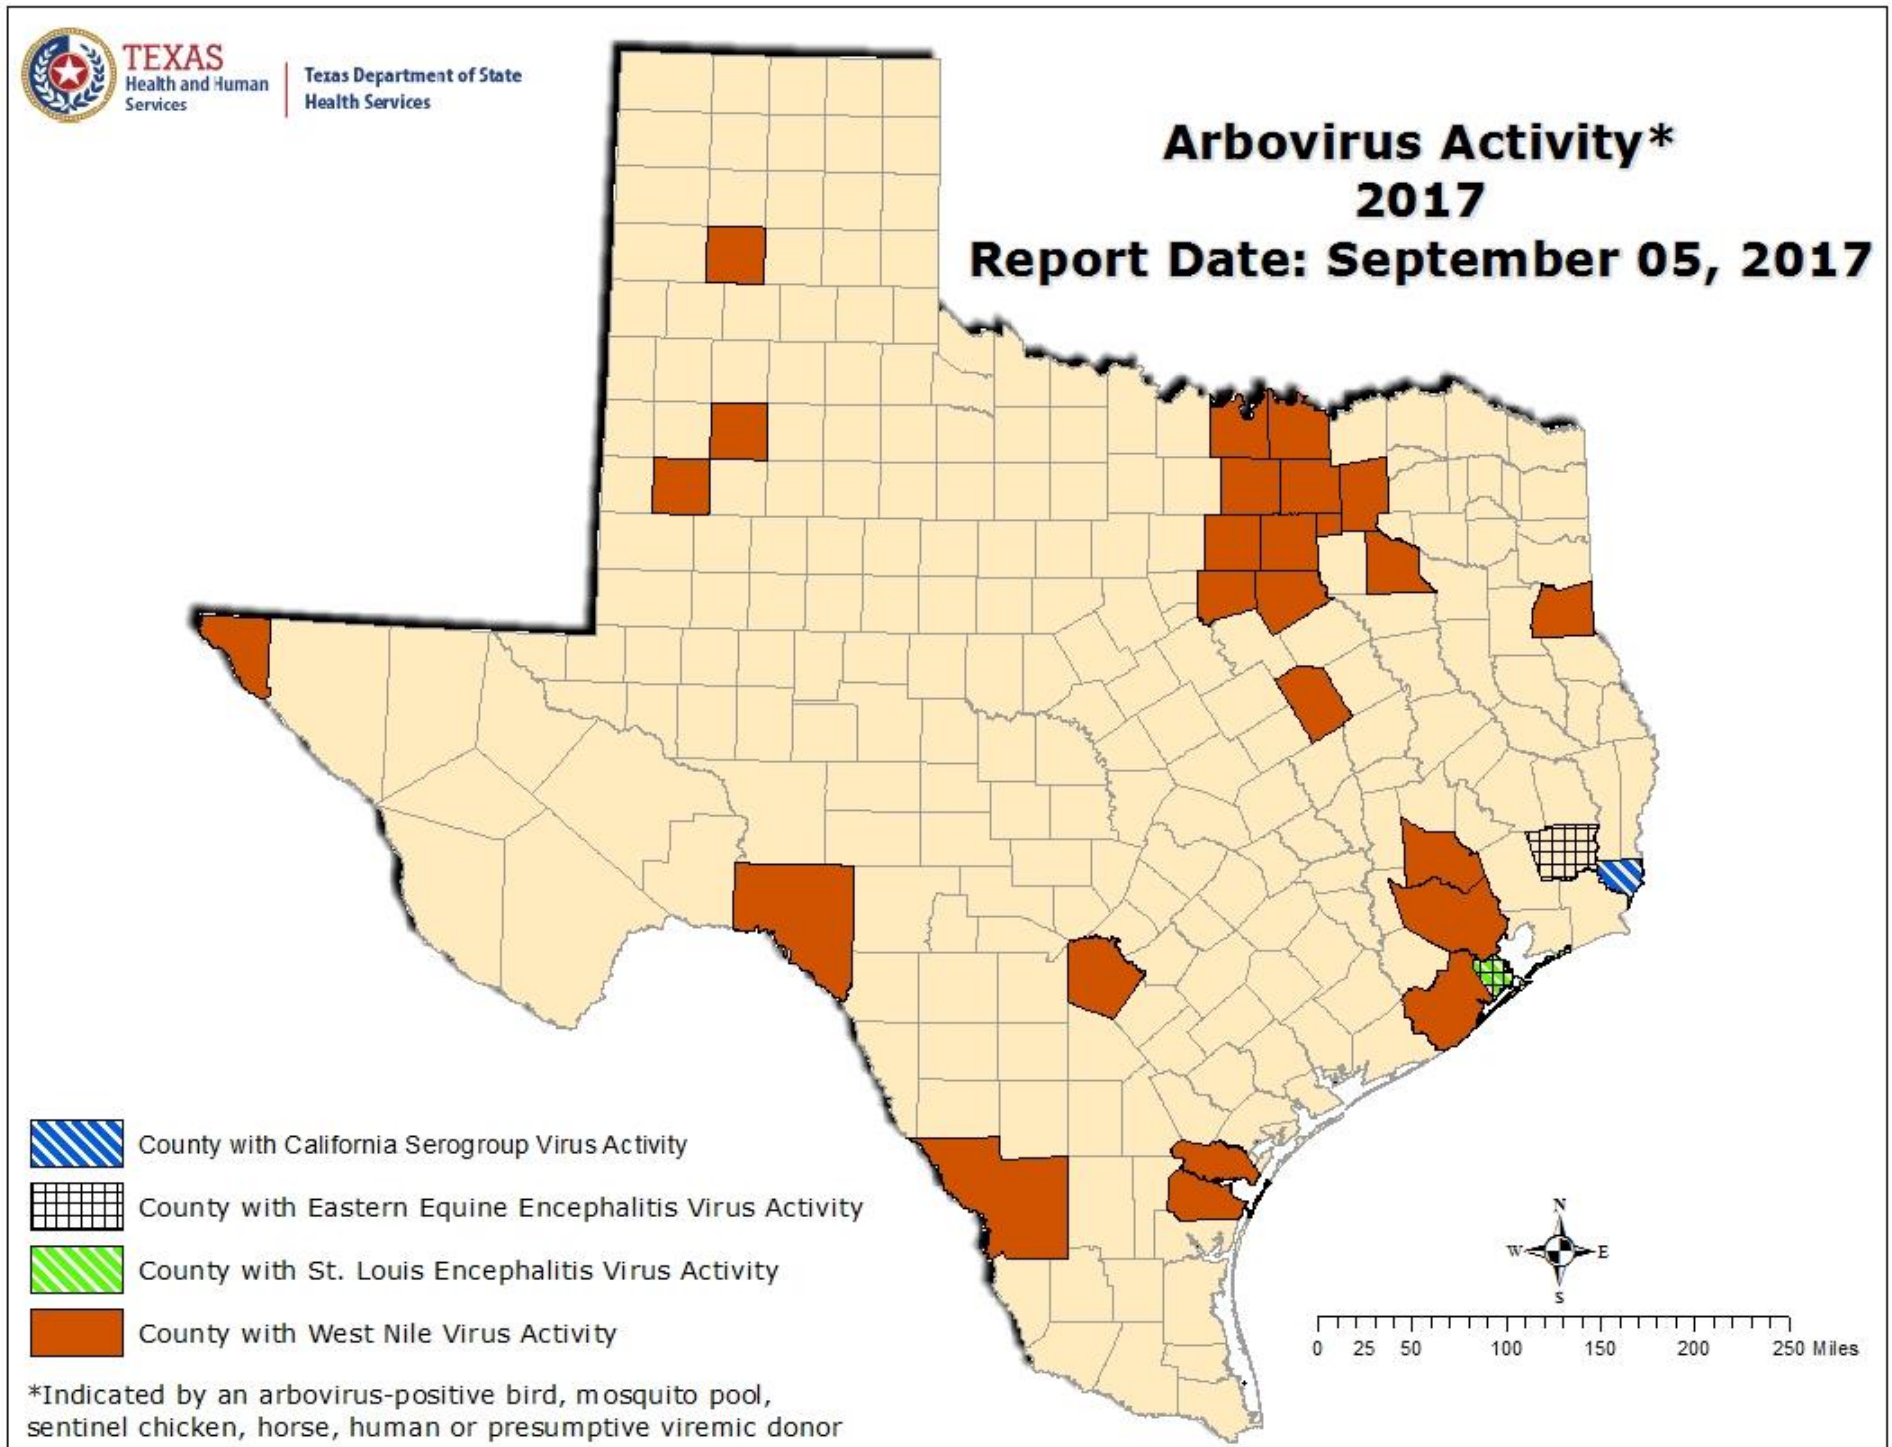 TEXAS
Health and Human
Services
Texas Department of State
Health Services
Arbovirus Activity*
2017
Report Date: September 05, 2017
County with California Serogroup Virus Activity
County with Eastern Equine Encephalitis Virus Activity
County with St. Louis Encephalitis Virus Activity
County with West Nile Virus Activity
*Indicated by an arbovirus-positive bird, mosquito pool,
sentinel chicken, horse, human or presumptive viremic donor
N
W E
S
0 25 50 100 150 200 250 Miles